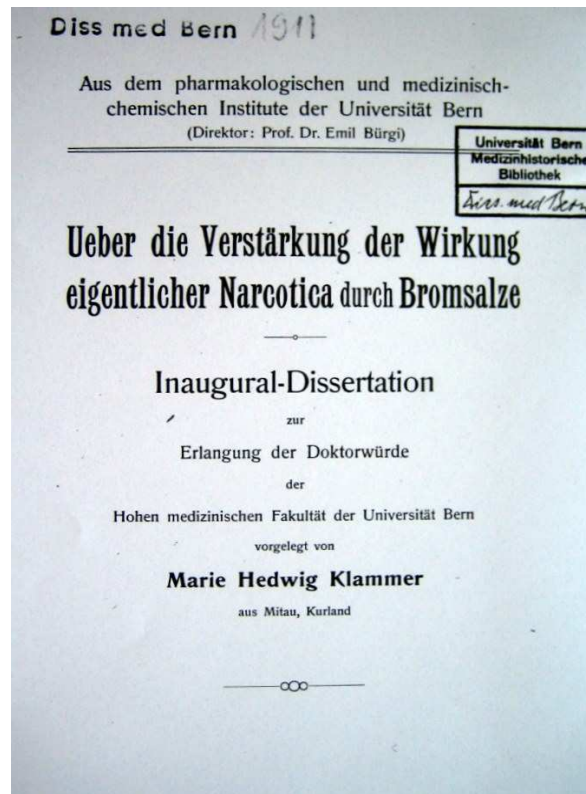 Diss med Bern 1911
Aus dem pharmakologischen und medizinisch-
chemischen Institute der Universität Bern
(Direktor: Prof. Dr. Emil Bürgi)
Universität Bern
Medizinhistorische
Bibliothek
Diss. med Bern
Ueber die Verstärkung der Wirkung
eigentlicher Narcotica durch Bromsalze
Inaugural-Dissertation
zur
Erlangung der Doktorwürde
der
Hohen medizinischen Fakultät der Universität Bern
vorgelegt von
Marie Hedwig Klammer
aus Mitau, Kurland